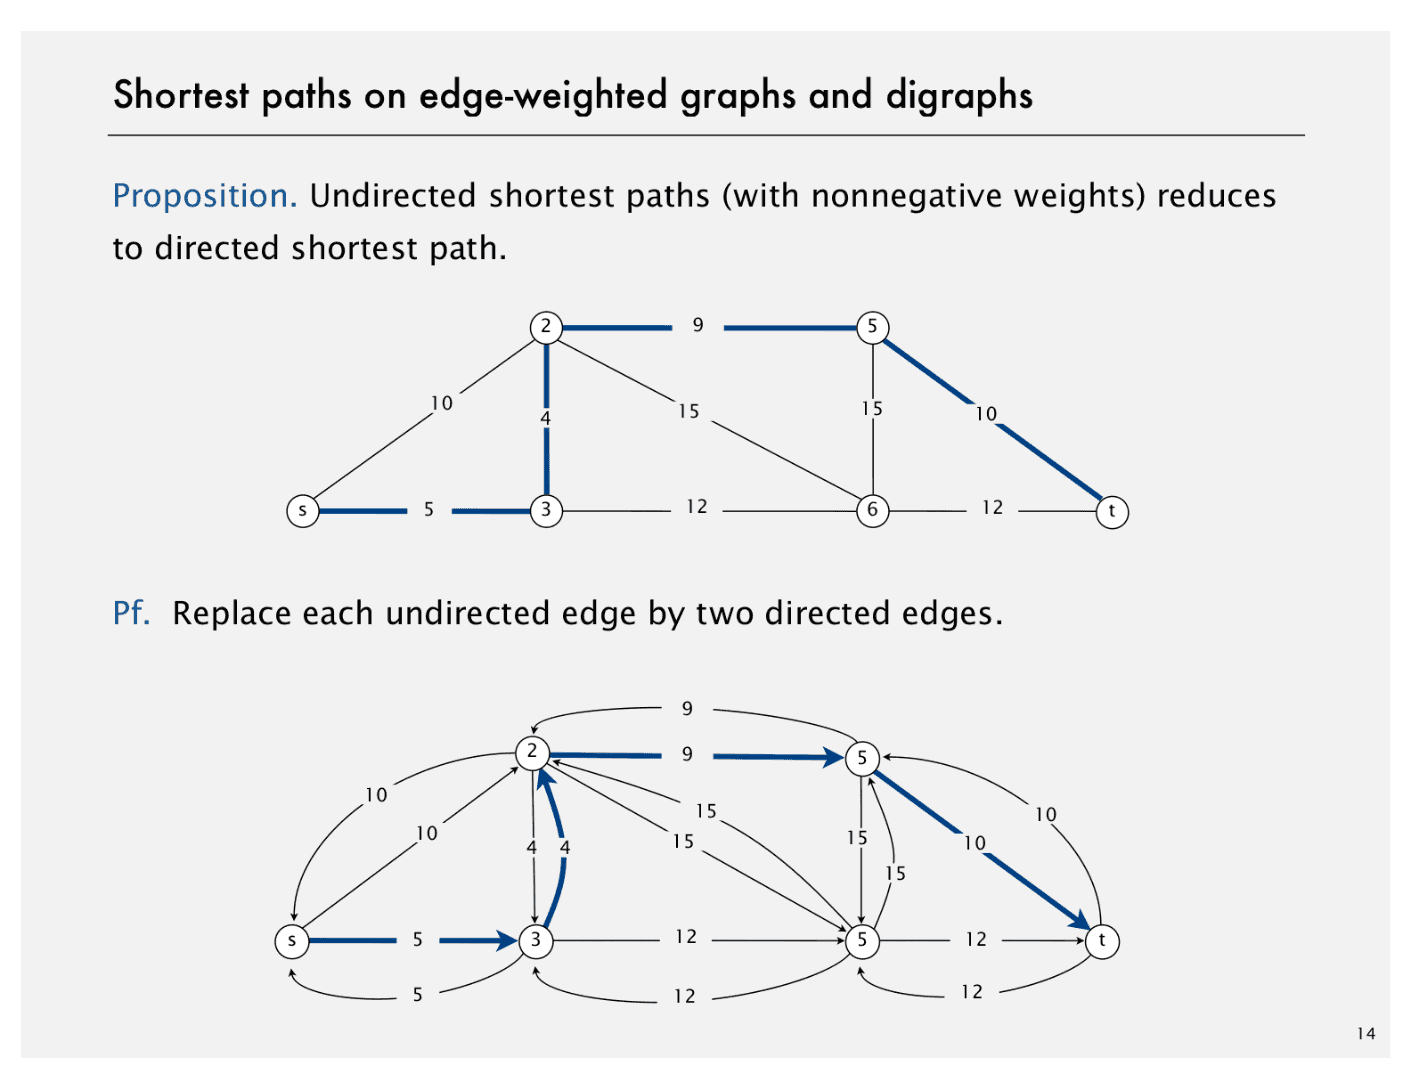 Shortest paths on edge-weighted graphs and digraphs
Proposition. Undirected shortest paths (with nonnegative weights) reduces
to directed shortest path.
2 9 5
10 4 15 15 10
s 5 3 12 6 12 t
Pf. Replace each undirected edge by two directed edges.
9
2 9 5
10 15 10
10 4 4 15 15 10
15
s 5 3 12 5 12 t
5 12 12
14